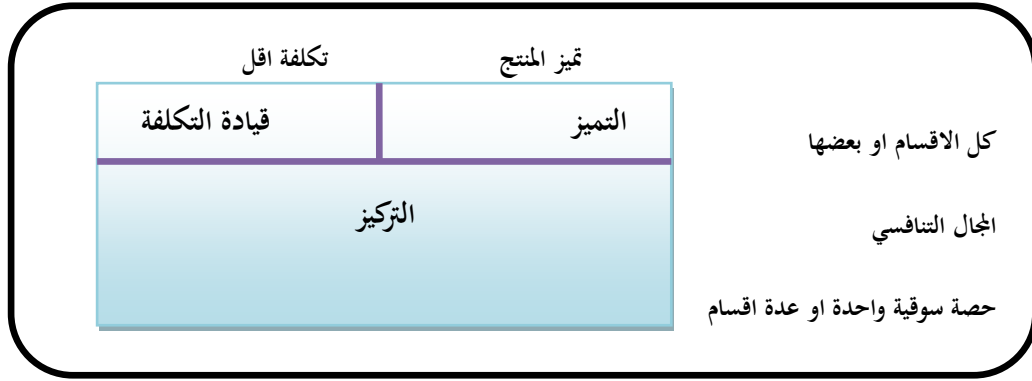 تميز المنتج
تكلفة اقل
التميز
قيادة التكلفة
كل الاقسام او بعضها
التركيز
المجال التنافسي
حصة سوقية واحدة او عدة اقسام